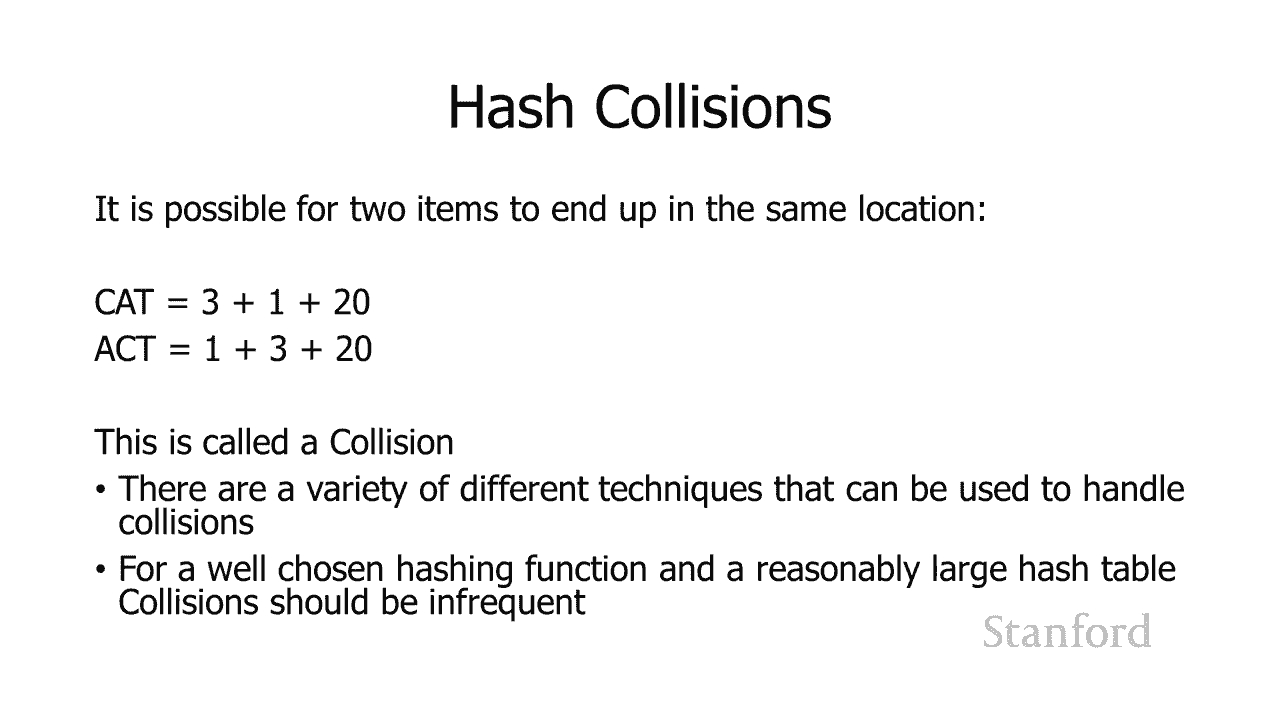 Hash Collisions
It is possible for two items to end up in the same location:
CAT = 3 + 1 + 20
ACT = 1 + 3 + 20
This is called a Collision
• There are a variety of different techniques that can be used to handle
collisions
• For a well chosen hashing function and a reasonably large hash table
Collisions should be infrequent
Stanford